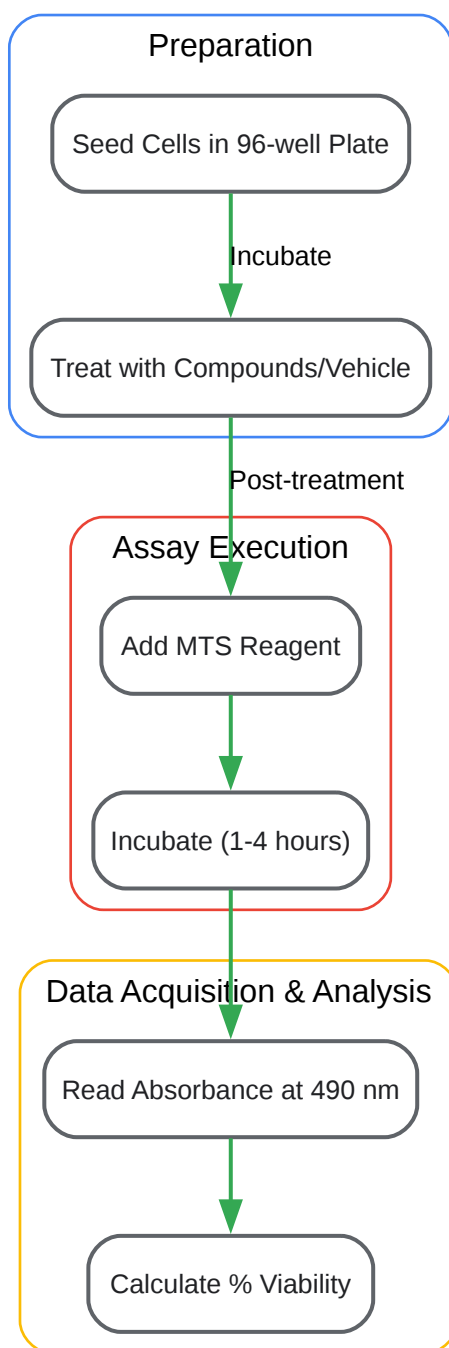 Preparation
Seed Cells in 96-well Plate
Incubate
Treat with Compounds/Vehicle
Post-treatment
Assay Execution
Add MTS Reagent
Incubate (1-4 hours)
Data Acquisition & Analysis
Read Absorbance at 490 nm
Calculate % Viability